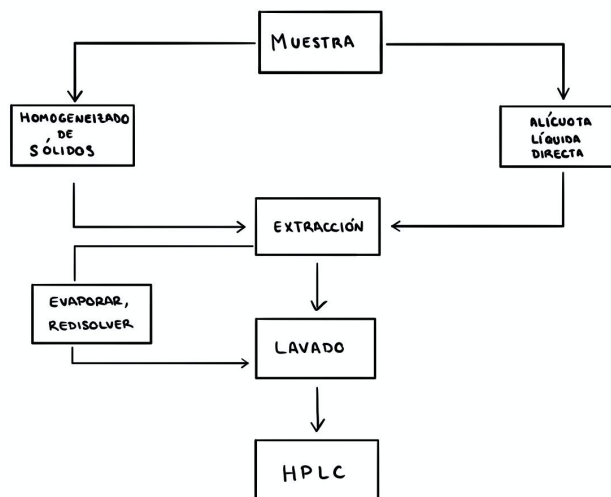 MUESTRA
HOMOGENEIZADO
DE
SÓLIDOS
ALÍCUOTA
LÍQUIDA
DIRECTA
EXTRACCIÓN
EVAPORAR,
REDISOLVER
LAVADO
HPLC